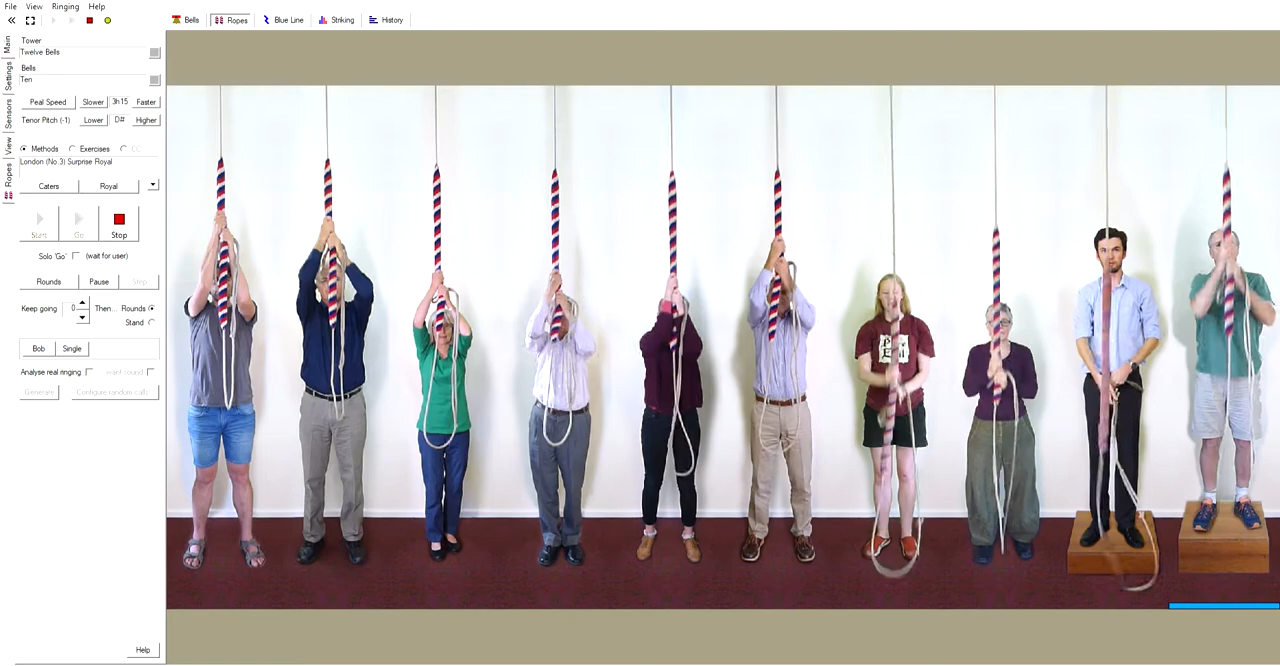 File View Ringing Help
Bells Ropes Blue Line Striking History
Main
Settings
Sensors
View
Ropes
Tower
Twelve Bells
Bells
Ten
Peal Speed Slower 3h15 Faster
Tenor Pitch (-1) Lower D# Higher
Methods Exercises
London (No.3) Surprise Royal
Caters Royal
Start Go Stop
Solo 'Go' (wait for user)
Rounds Pause Step
Keep going 0 Then... Rounds
Stand
Bob Single
Analyse real ringing want round
Generate Configure random calls
Help